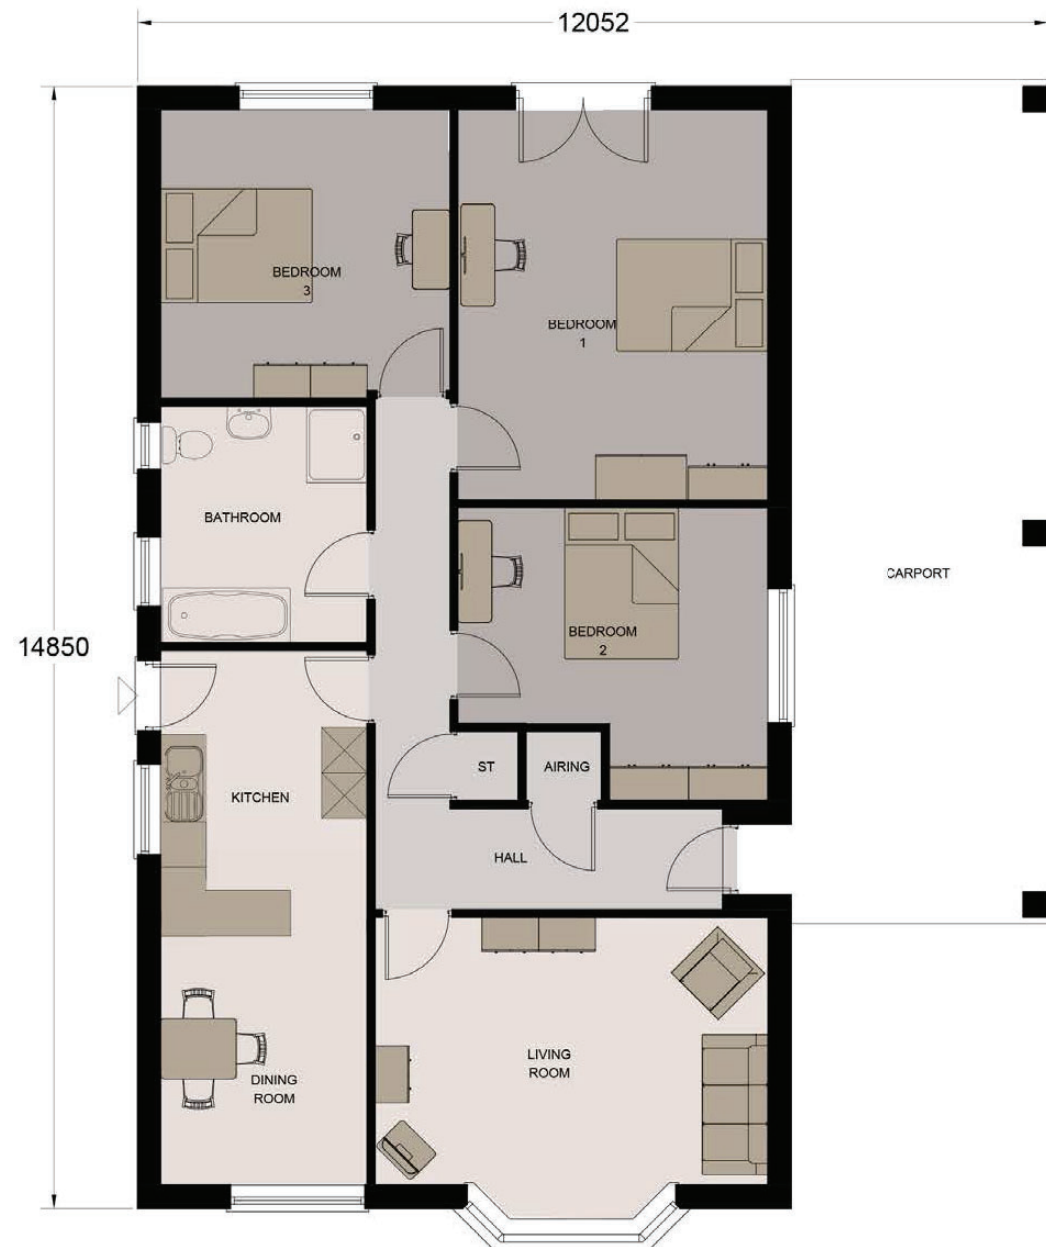 12052
BEDROOM
3
BEDROOM
1
BATHROOM
CARPORT
BEDROOM
2
14850
ST
AIRING
KITCHEN
HALL
LIVING
ROOM
DINING
ROOM